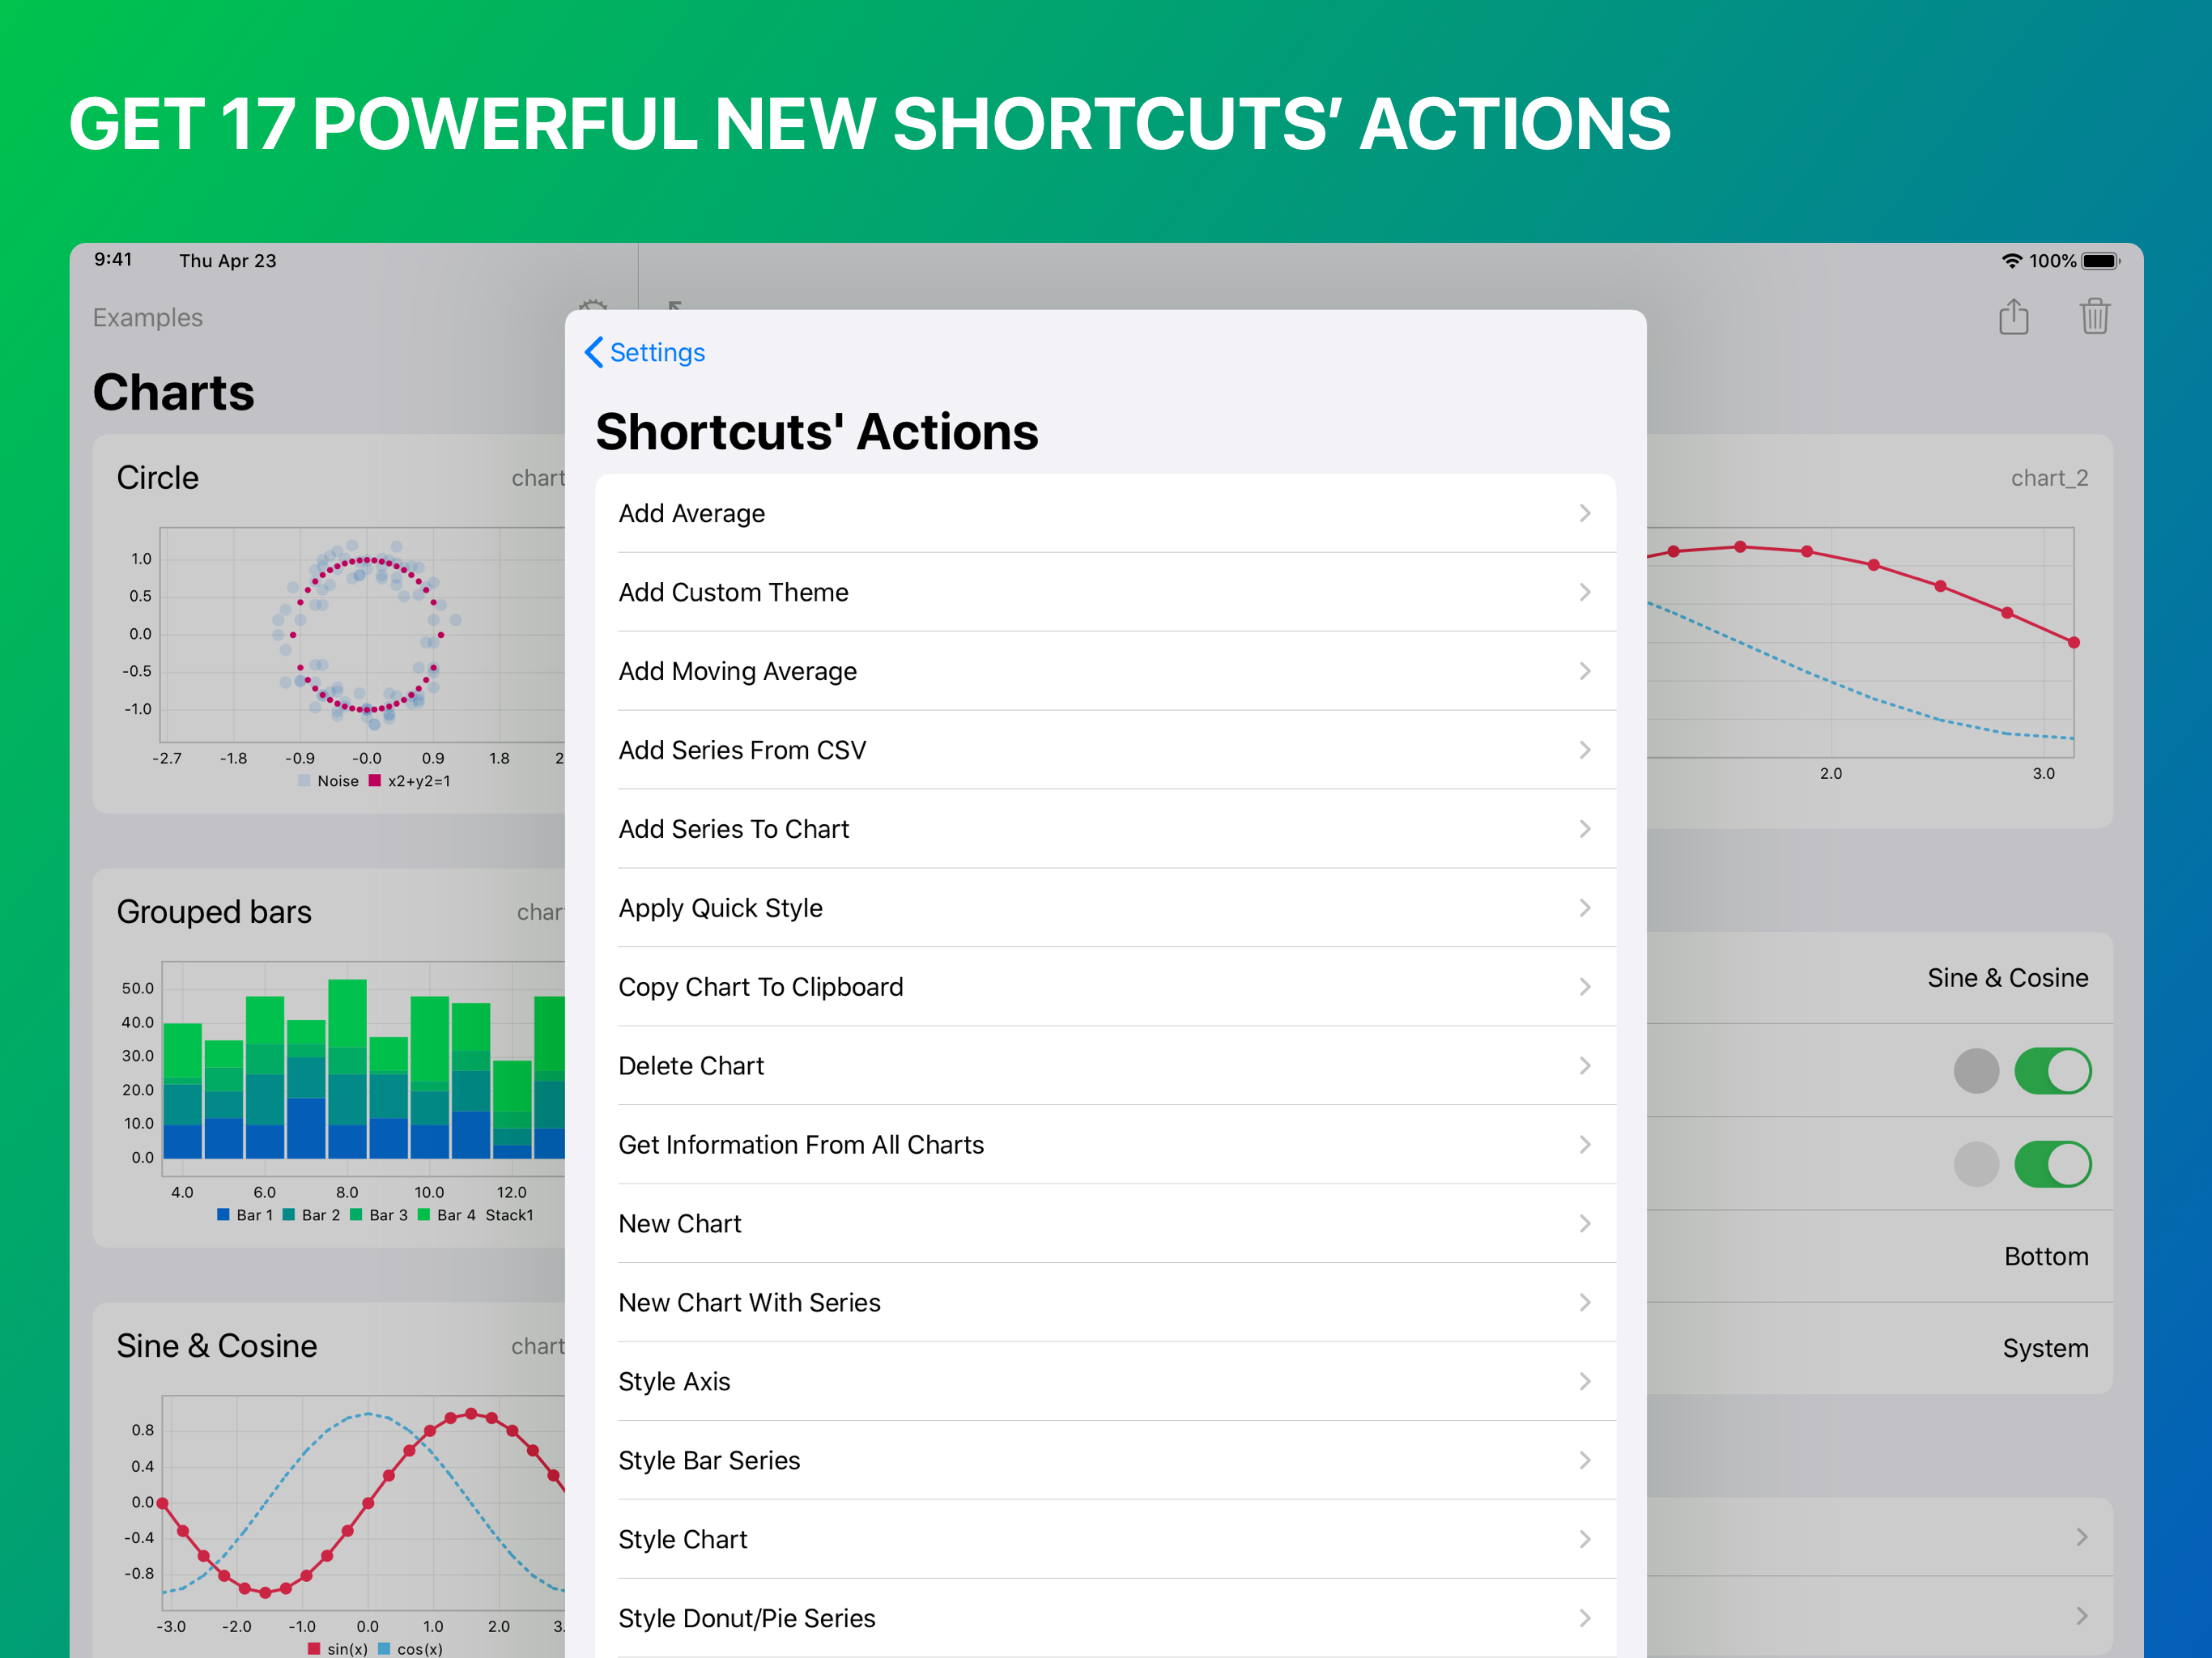 GET 17 POWERFUL NEW SHORTCUTS’ ACTIONS
9:41 Thu Apr 23
100%
Examples
Charts
Circle
chart
1.0
0.5
0.0
-0.5
-1.0
-2.7 -1.8 -0.9 -0.0 0.9 1.8 2
Noise x2+y2=1
Grouped bars
char
50.0
40.0
30.0
20.0
10.0
0.0
4.0 6.0 8.0 10.0 12.0
Bar 1 Bar 2 Bar 3 Bar 4 Stack1
Sine & Cosine
chart
0.8
0.4
0.0
-0.4
-0.8
-3.0 -2.0 -1.0 0.0 1.0 2.0 3.
sin(x) cos(x)
Settings
Shortcuts' Actions
Add Average
Add Custom Theme
Add Moving Average
Add Series From CSV
Add Series To Chart
Apply Quick Style
Copy Chart To Clipboard
Delete Chart
Get Information From All Charts
New Chart
New Chart With Series
Style Axis
Style Bar Series
Style Chart
Style Donut/Pie Series
chart_2
2.0 3.0
Sine & Cosine
Bottom
System